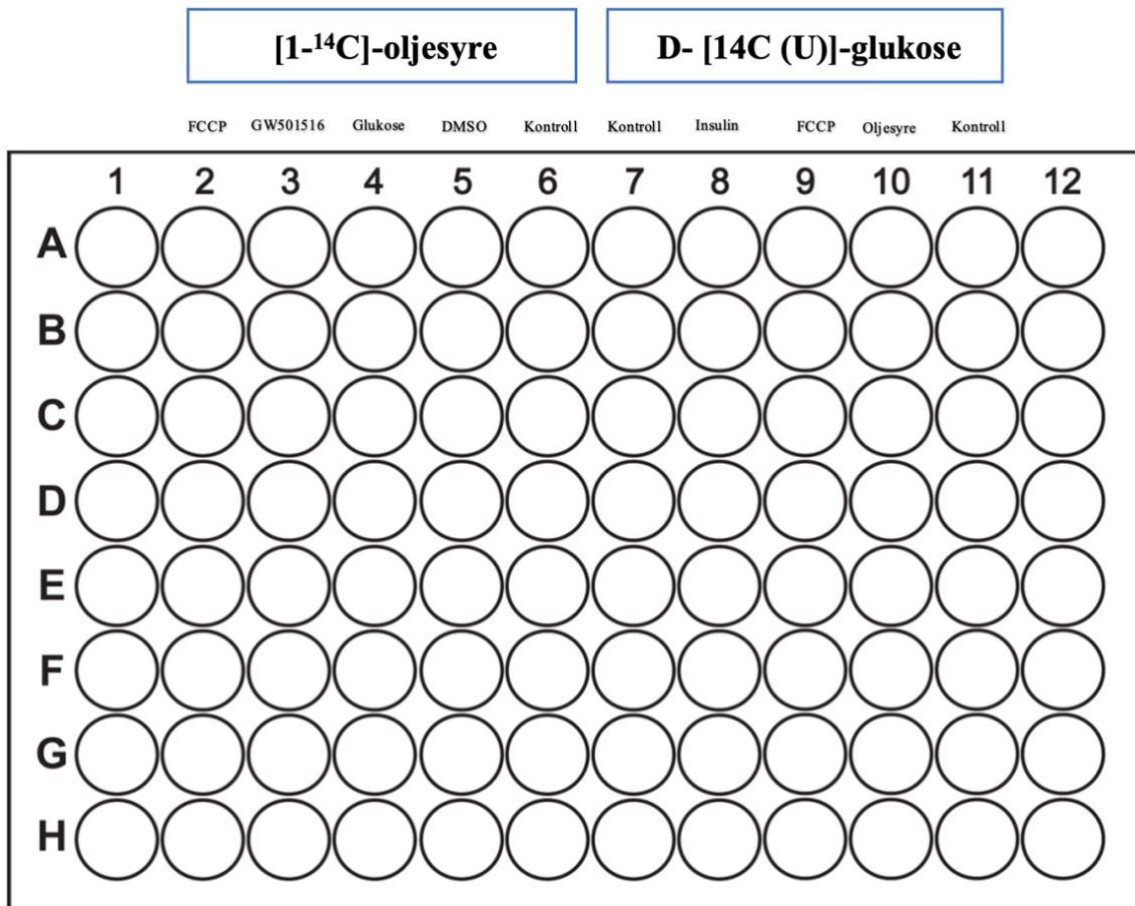 [1-¹⁴C]-oljesyre D- [14C (U)]-glukose
FCCP GW501516 Glukose DMSO Kontroll Kontroll Insulin FCCP Oljesyre Kontroll
1 2 3 4 5 6 7 8 9 10 11 12
A
B
C
D
E
F
G
H